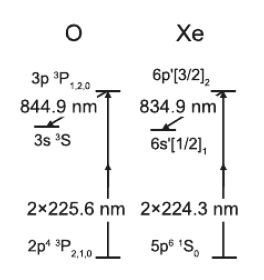 O Xe
3p ³P₁,₂,₀ 6p'[3/2]₂
844.9 nm 834.9 nm
3s ³S 6s'[1/2]₁
2×225.6 nm 2×224.3 nm
2p⁴ ³P₂,₁,₀ 5p⁶ ¹S₀